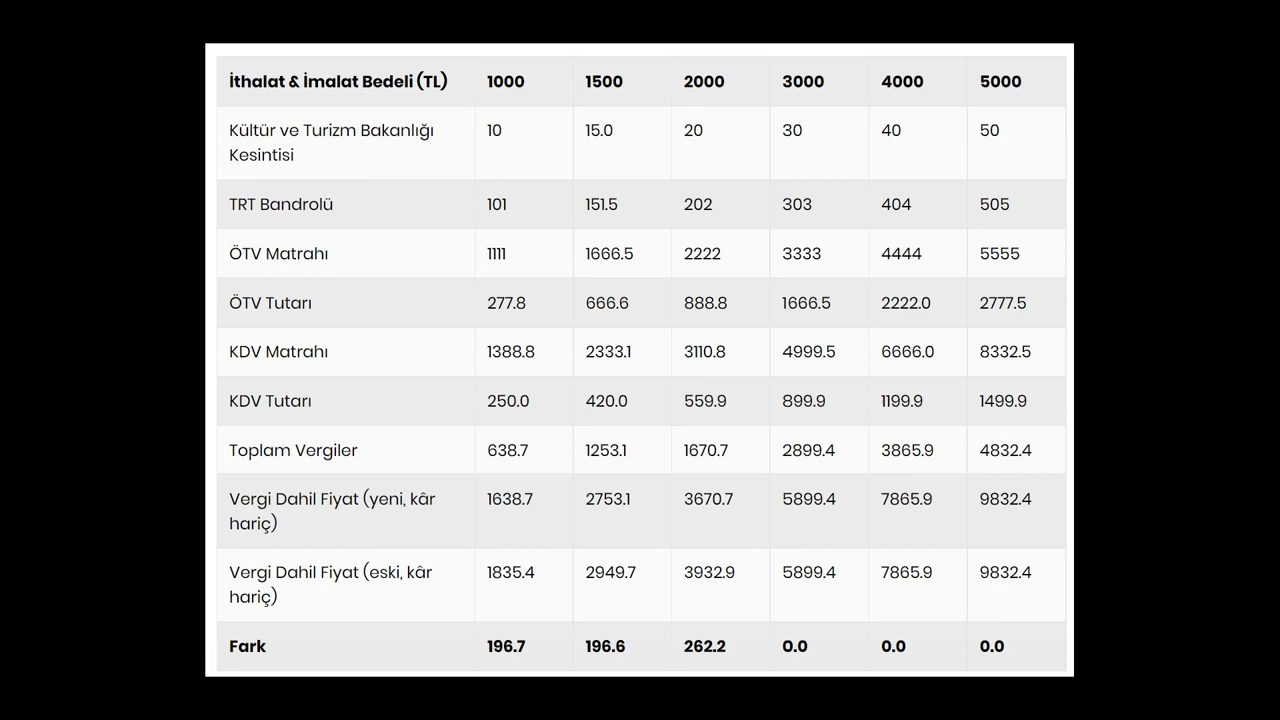 İthalat & İmalat Bedeli (TL) 1000 1500 2000 3000 4000 5000
Kültür ve Turizm Bakanlığı 10 15.0 20 30 40 50
Kesintisi
TRT Bandrolü 101 151.5 202 303 404 505
ÖTV Matrahı 1111 1666.5 2222 3333 4444 5555
ÖTV Tutarı 277.8 666.6 888.8 1666.5 2222.0 2777.5
KDV Matrahı 1388.8 2333.1 3110.8 4999.5 6666.0 8332.5
KDV Tutarı 250.0 420.0 559.9 899.9 1199.9 1499.9
Toplam Vergiler 638.7 1253.1 1670.7 2899.4 3865.9 4832.4
Vergi Dahil Fiyat (yeni, kâr 1638.7 2753.1 3670.7 5899.4 7865.9 9832.4
hariç)
Vergi Dahil Fiyat (eski, kâr 1835.4 2949.7 3932.9 5899.4 7865.9 9832.4
hariç)
Fark 196.7 196.6 262.2 0.0 0.0 0.0